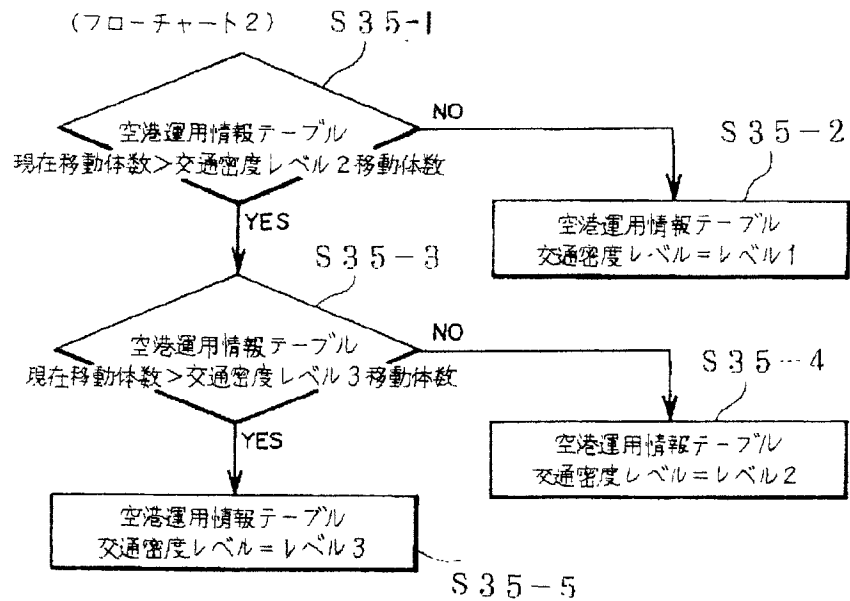 (フローチャート2)
S35-1
空港運用情報テーブル
現在移動体数>交通密度レベル2移動体数
NO
YES
S35-2
空港運用情報テーブル
交通密度レベル=レベル1
S35-3
空港運用情報テーブル
現在移動体数>交通密度レベル3移動体数
NO
YES
S35-4
空港運用情報テーブル
交通密度レベル=レベル2
空港運用情報テーブル
交通密度レベル=レベル3
S35-5